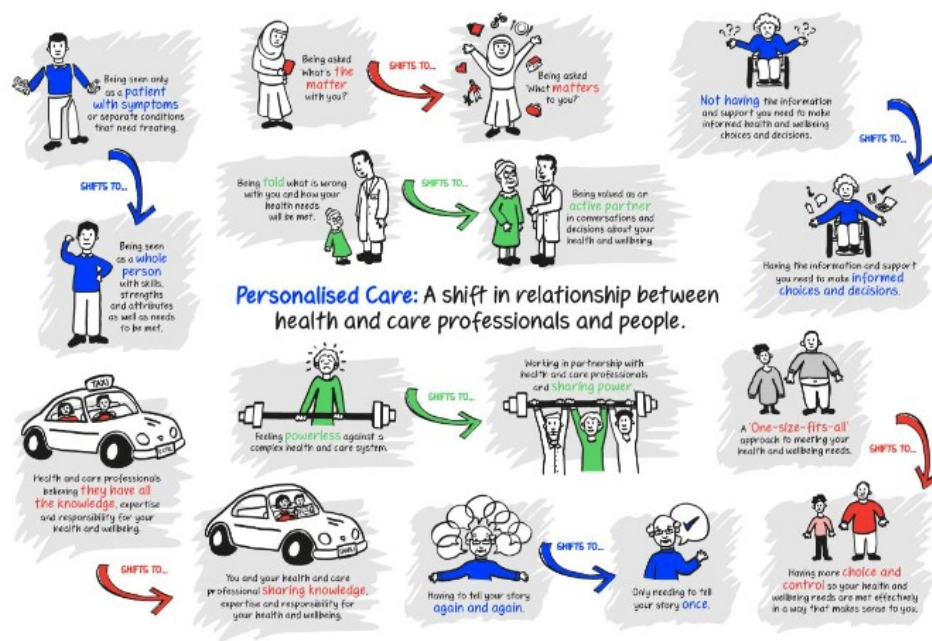 Being seen only
as a patient
with symptoms
or separate conditions
that need treating.
SHIFTS TO...
Being seen
as a whole
person
with skills,
strengths
and attributes
as well as needs
to be met.
Being asked
'What's the
matter
with you?'
SHIFTS TO...
Being asked
'What matters
to you?'
Not having the information
and support you need to make
informed health and wellbeing
choices and decisions.
SHIFTS TO...
Having the information and support
you need to make informed
choices and decisions.
Being told what is wrong
with you and how your
health needs
will be met.
SHIFTS TO...
Being valued as an
active partner
in conversations and
decisions about your
health and wellbeing.
Personalised Care: A shift in relationship between
health and care professionals and people.
TAXI
Health and care professionals
believing they have all
the knowledge, expertise
and responsibility for your
health and wellbeing.
SHIFTS TO...
You and your health and care
professional sharing knowledge,
expertise and responsibility for
your health and wellbeing.
Feeling powerless against a
complex health and care system.
SHIFTS TO...
Working in partnership with
health and care professionals
and sharing power.
Having to tell your story
again and again.
SHIFTS TO...
Only needing to tell
your story once.
A 'One-size-fits-all'
approach to meeting your
health and wellbeing needs.
SHIFTS TO...
Having more choice and
control so your health and
wellbeing needs are met effectively
in a way that makes sense to you.